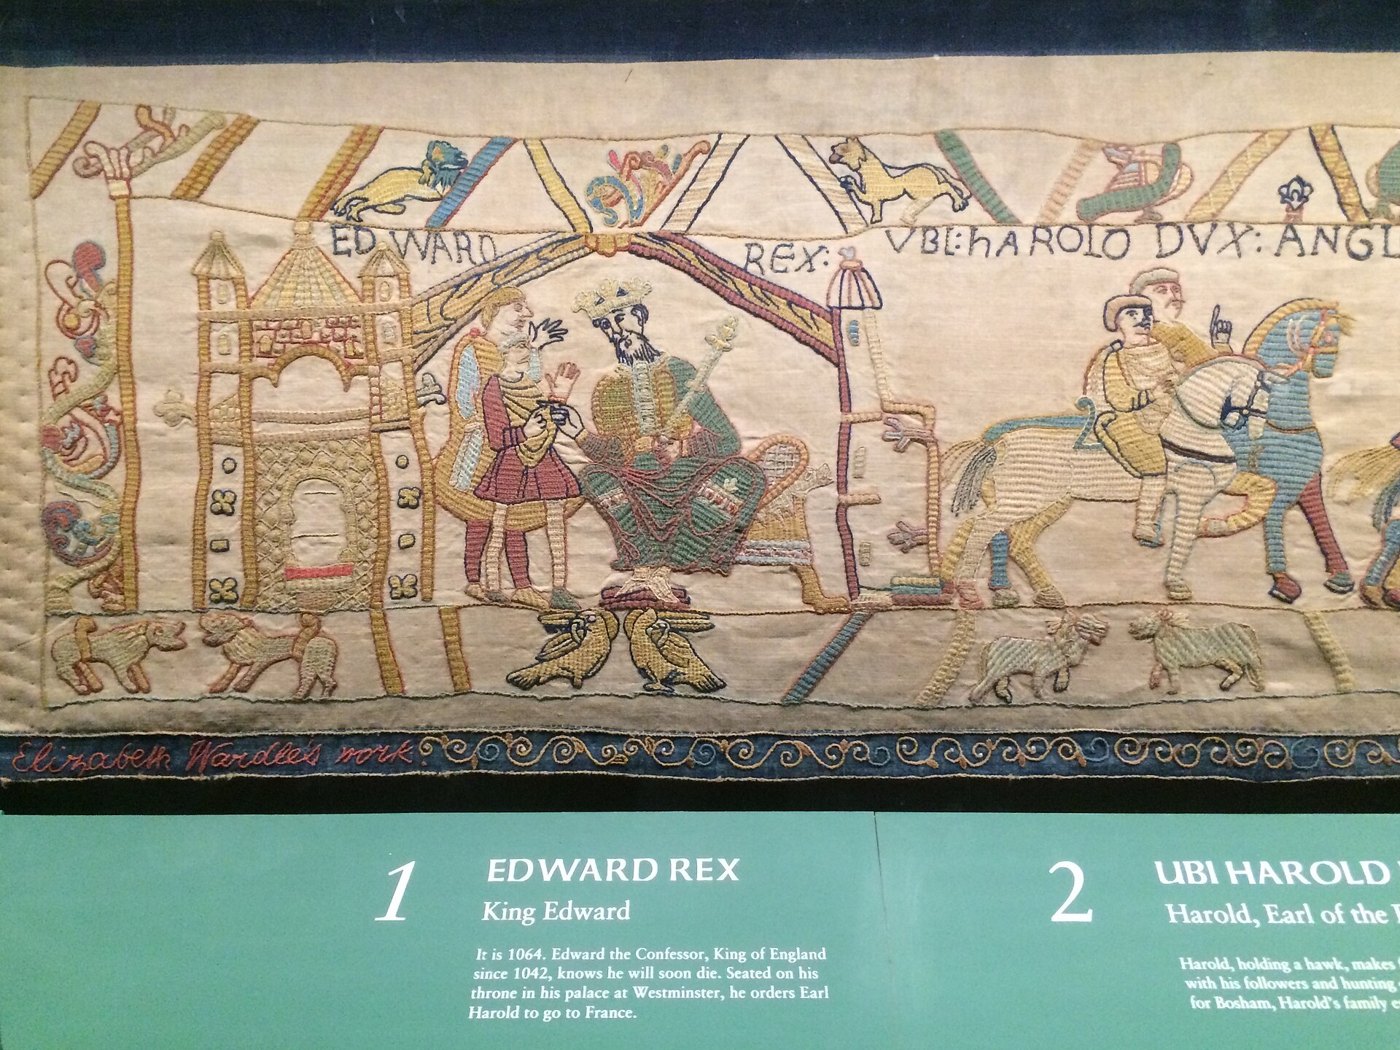 ED WARD REX: VBI: hAROLD DVX: ANGL
Elizabeth Wardle's work.
1
EDWARD REX
King Edward
It is 1064. Edward the Confessor, King of England
since 1042, knows he will soon die. Seated on his
throne in his palace at Westminster, he orders Earl
Harold to go to France.
2
UBI HAROLD
Harold, Earl of the
Harold, holding a hawk, makes
with his followers and hunting
for Bosham, Harold's family